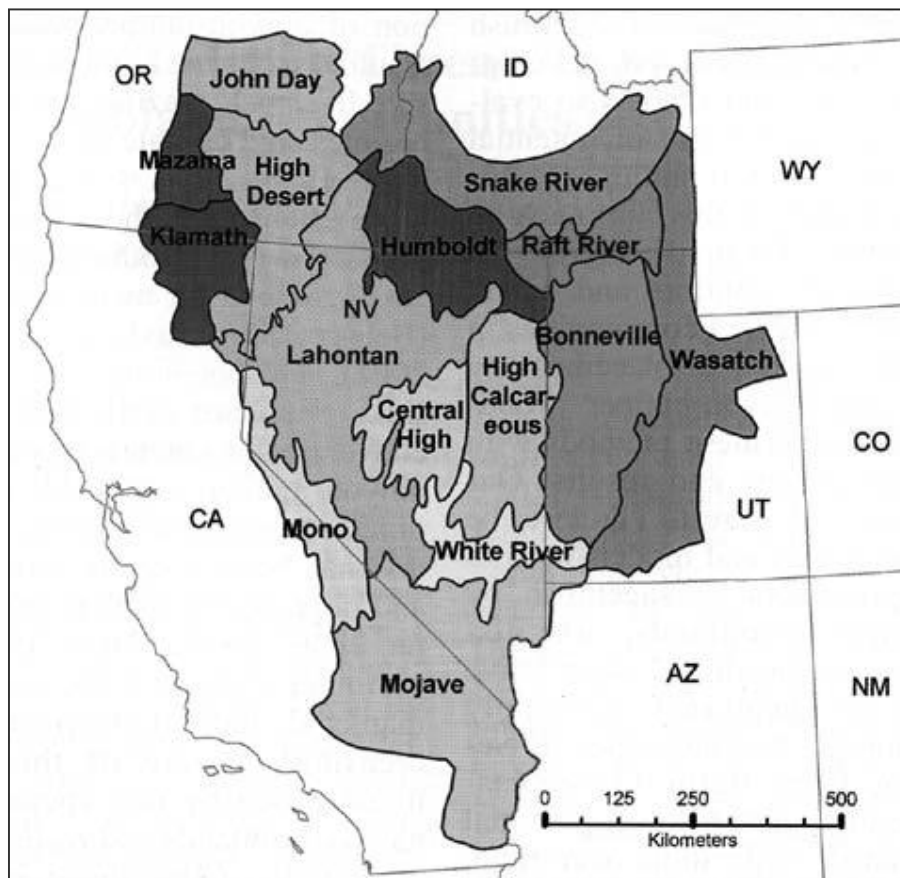 OR
ID
John Day
WY
Mazama
High
Desert
Snake River
Klamath
Humboldt
Raft River
NV
Lahontan
Bonneville
Wasatch
High
Calcar-
eous
Central
High
CO
CA
UT
Mono
White River
AZ
NM
Mojave
0 125 250 500
Kilometers